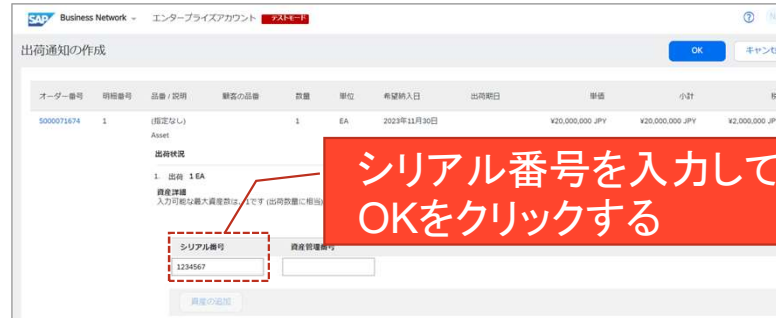 SAP Business Network エンタープライズアカウント テストモード
出荷通知の作成 OK キャンセ
オーダー番号 明細番号 品番 / 説明 顧客の品番 数量 単位 希望納入日 出荷期日 単価 小計
5000071674 1 (指定なし) 1 EA 2023年11月30日 ¥20,000,000 JPY ¥20,000,000 JPY ¥2,000,000 JP
Asset
出荷状況
1. 出荷 1 EA
資産詳細
入力可能な最大資産数は、1です (出荷数量に相当)
シリアル番号を入力して
OKをクリックする
シリアル番号 資産管理番号
1234567
資産の追加